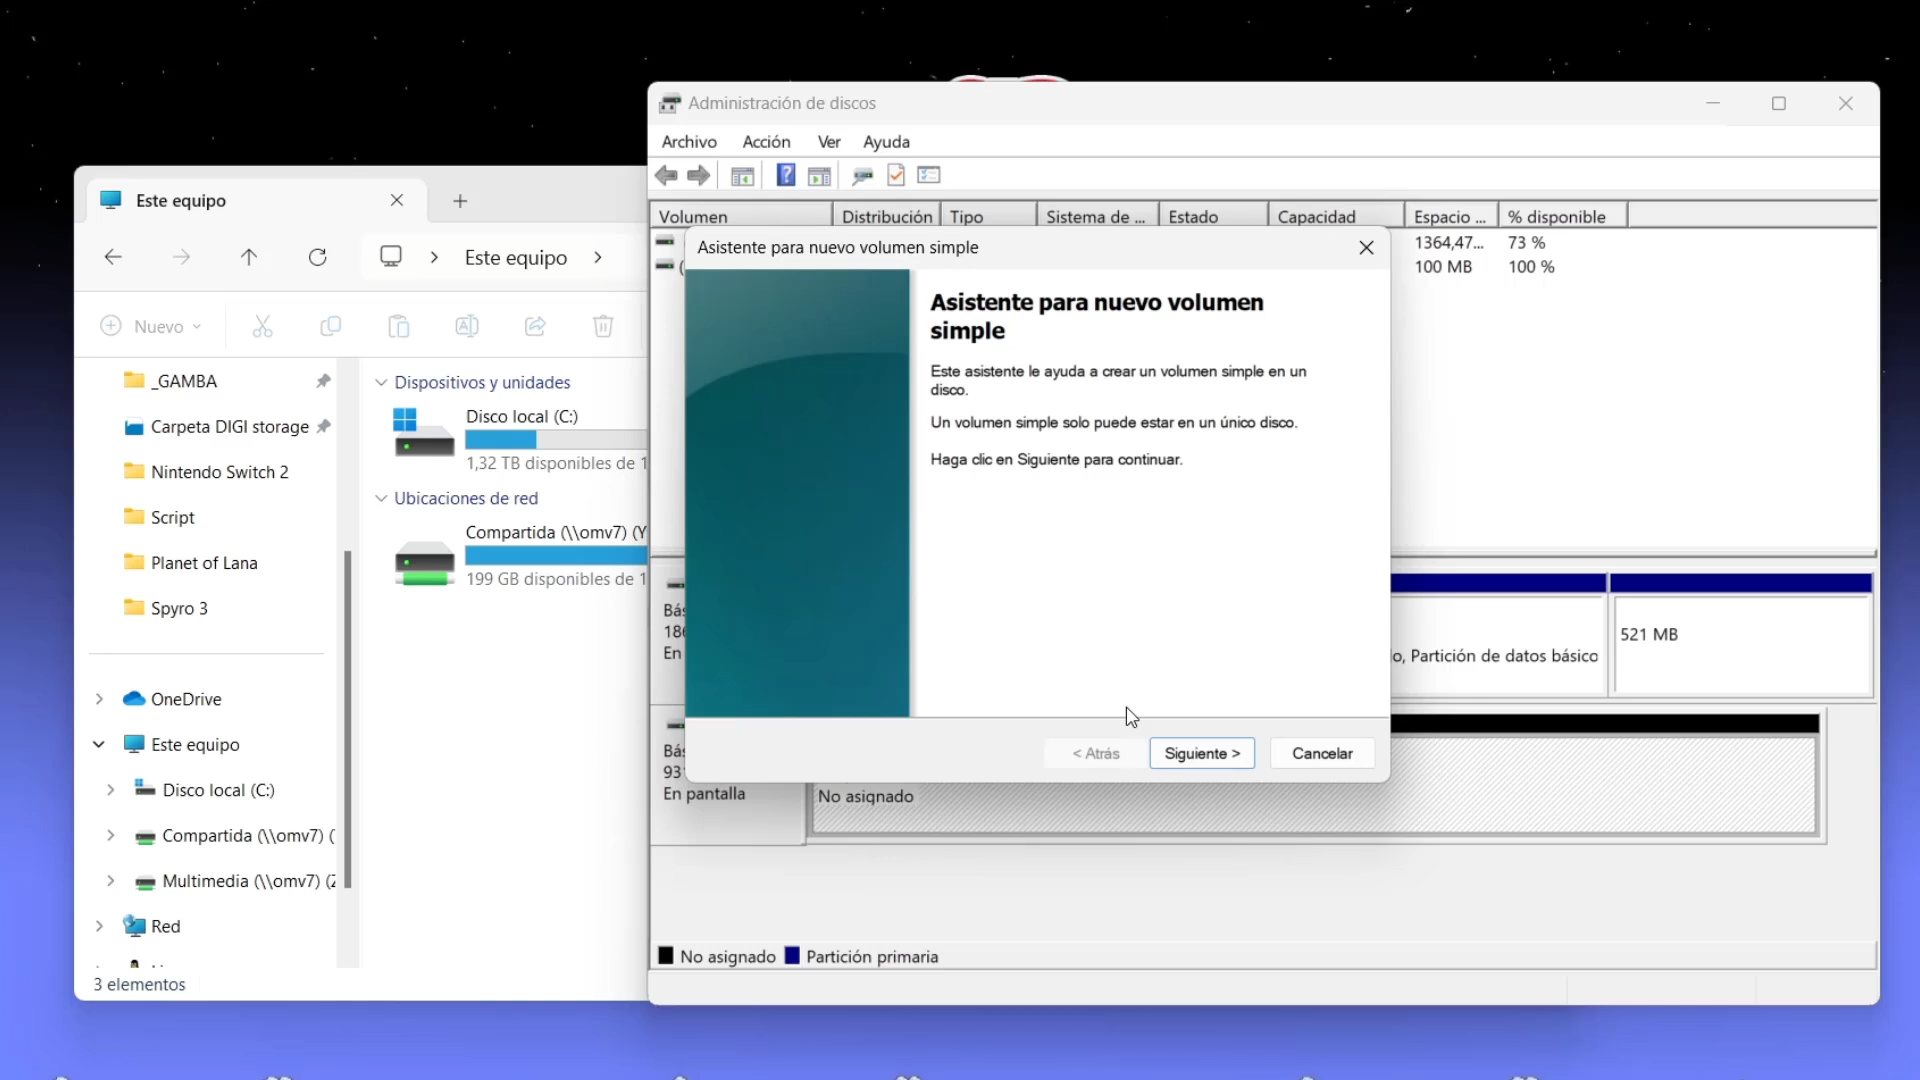 Este equipo
Este equipo
Nuevo
_GAMBA
Carpeta DIGI storage
Nintendo Switch 2
Script
Planet of Lana
Spyro 3
OneDrive
Este equipo
Disco local (C:)
Compartida (\\omv7) (
Multimedia (\\omv7) (Z
Red
3 elementos
Dispositivos y unidades
Disco local (C:)
1,32 TB disponibles de 1
Ubicaciones de red
Compartida (\\omv7) (Y
199 GB disponibles de 1
Administración de discos
Archivo Acción Ver Ayuda
Volumen Distribución Tipo Sistema de ... Estado Capacidad Espacio ... % disponible
1364,47... 73 %
100 MB 100 %
Asistente para nuevo volumen simple
Asistente para nuevo volumen
simple
Este asistente le ayuda a crear un volumen simple en un
disco.
Un volumen simple solo puede estar en un único disco.
Haga clic en Siguiente para continuar.
< Atrás Siguiente > Cancelar
Bás
186
En
o, Partición de datos básico
521 MB
Bás
931
En pantalla
No asignado
No asignado Partición primaria